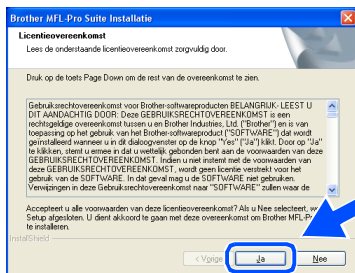 Brother MFL-Pro Suite Installatie
Licentieovereenkomst
Lees de onderstaande licentieovereenkomst zorgvuldig door.
Druk op de toets Page Down om de rest van de overeenkomst te zien.
Gebruiksrechtovereenkomst voor Brother-softwareproducten BELANGRIJK- LEEST U
DIT AANDACHTIG DOOR: Deze GEBRUIKSRECHTOVEREENKOMST is een
rechtsgeldige overeenkomst tussen u en Brother Industries, Ltd. ("Brother") en is van
toepassing op het gebruik van het Brother-softwareproduct ("SOFTWARE") dat wordt
geïnstalleerd wanneer u in dit dialoogvenster op de knop "Yes" ("Ja") klikt. Door op "Ja"
te klikken, stemt u ermee in dat u wettelijk gebonden bent aan de voorwaarden van deze
GEBRUIKSRECHTOVEREENKOMST. Indien u niet instemt met de voorwaarden van
deze GEBRUIKSRECHTOVEREENKOMST, wordt geen licentie verstrekt voor het
gebruik van de SOFTWARE. In dat geval mag u de SOFTWARE niet gebruiken.
Verwijzingen in deze Gebruiksrechtovereenkomst naar "SOFTWARE" zullen waar de
Accepteert u alle voorwaarden van deze licentieovereenkomst? Als u Nee selecteert, w
Setup afgesloten. U dient akkoord te gaan met deze overeenkomst om Brother MFL-Pr
te installeren.
InstallShield
< Vorige
Ja
Nee